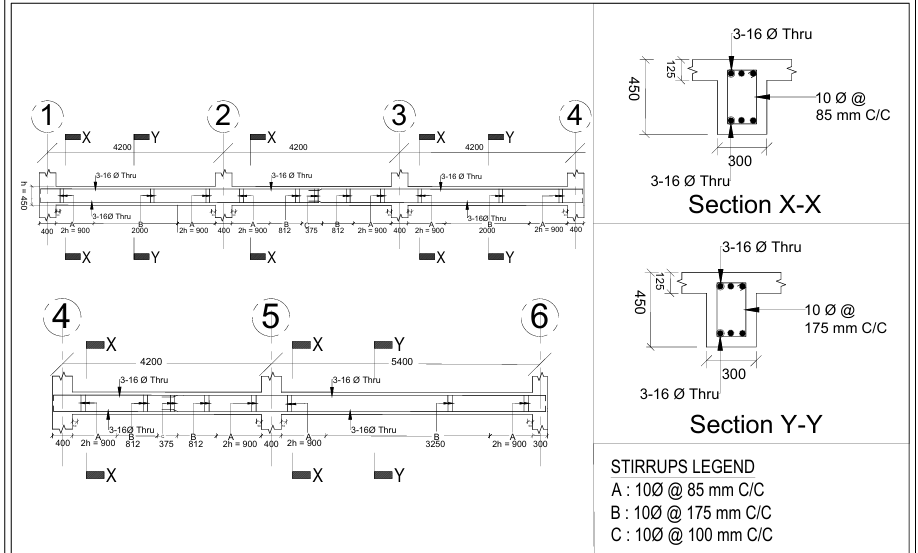 1 2 3 4
X Y X X Y
4200 4200 4200
3-16 Ø Thru 3-16 Ø Thru 3-16 Ø Thru
h = 450
3-16Ø Thru 3-16Ø Thru
A B A A B B A A B A
400 2h = 900 2000 2h = 900 400 2h = 900 812 375 812 2h = 900 400 2h = 900 2000 2h = 900 400
X Y X X Y
4 5 6
X X Y
4200 5400
3-16 Ø Thru 3-16 Ø Thru
3-16Ø Thru 3-16Ø Thru
A B B A A B A
400 2h = 900 812 375 812 2h = 900 400 2h = 900 3250 2h = 900 300
X X Y
3-16 Ø Thru
125
450
10 Ø @
85 mm C/C
300
3-16 Ø Thru
Section X-X
3-16 Ø Thru
125
450
10 Ø @
175 mm C/C
300
3-16 Ø Thru
Section Y-Y
STIRRUPS LEGEND
A : 10Ø @ 85 mm C/C
B : 10Ø @ 175 mm C/C
C : 10Ø @ 100 mm C/C